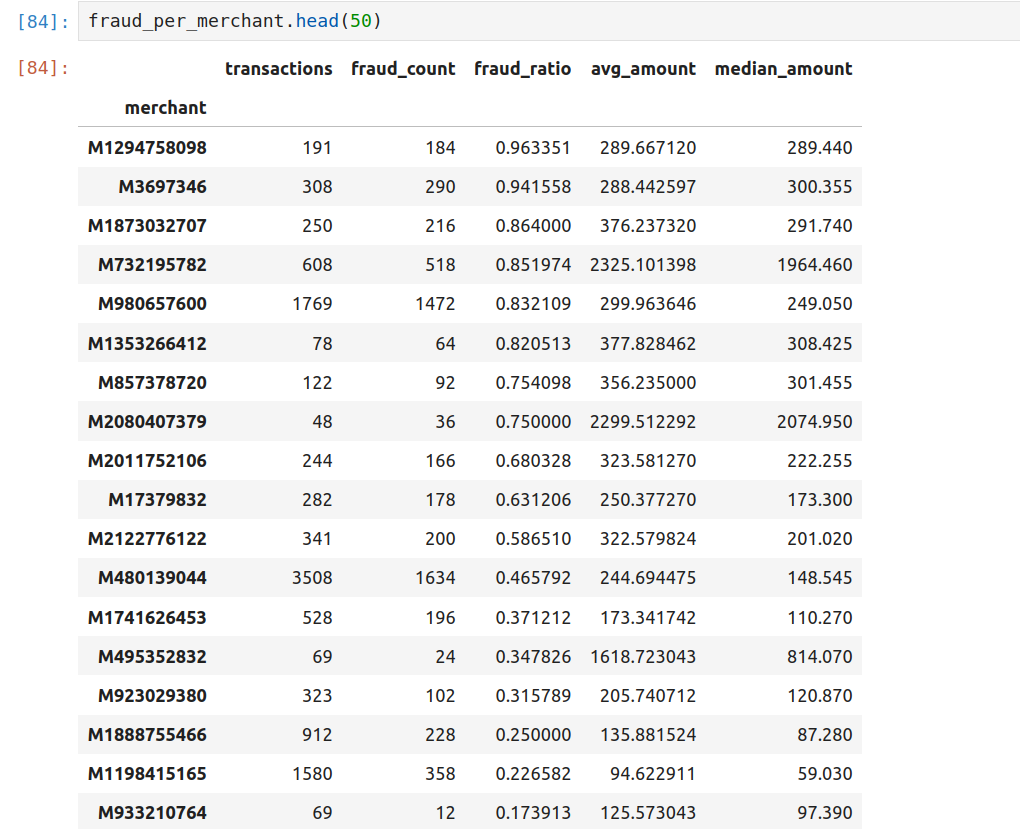 [84]: fraud_per_merchant.head(50)
[84]: transactions fraud_count fraud_ratio avg_amount median_amount
merchant
M1294758098 191 184 0.963351 289.667120 289.440
M3697346 308 290 0.941558 288.442597 300.355
M1873032707 250 216 0.864000 376.237320 291.740
M732195782 608 518 0.851974 2325.101398 1964.460
M980657600 1769 1472 0.832109 299.963646 249.050
M1353266412 78 64 0.820513 377.828462 308.425
M857378720 122 92 0.754098 356.235000 301.455
M2080407379 48 36 0.750000 2299.512292 2074.950
M2011752106 244 166 0.680328 323.581270 222.255
M17379832 282 178 0.631206 250.377270 173.300
M2122776122 341 200 0.586510 322.579824 201.020
M480139044 3508 1634 0.465792 244.694475 148.545
M1741626453 528 196 0.371212 173.341742 110.270
M495352832 69 24 0.347826 1618.723043 814.070
M923029380 323 102 0.315789 205.740712 120.870
M1888755466 912 228 0.250000 135.881524 87.280
M1198415165 1580 358 0.226582 94.622911 59.030
M933210764 69 12 0.173913 125.573043 97.390